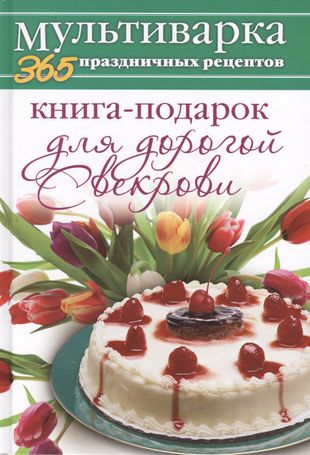 Мультиварка
365 праздничных рецептов
книга-подарок
для дорогой
Свекрови